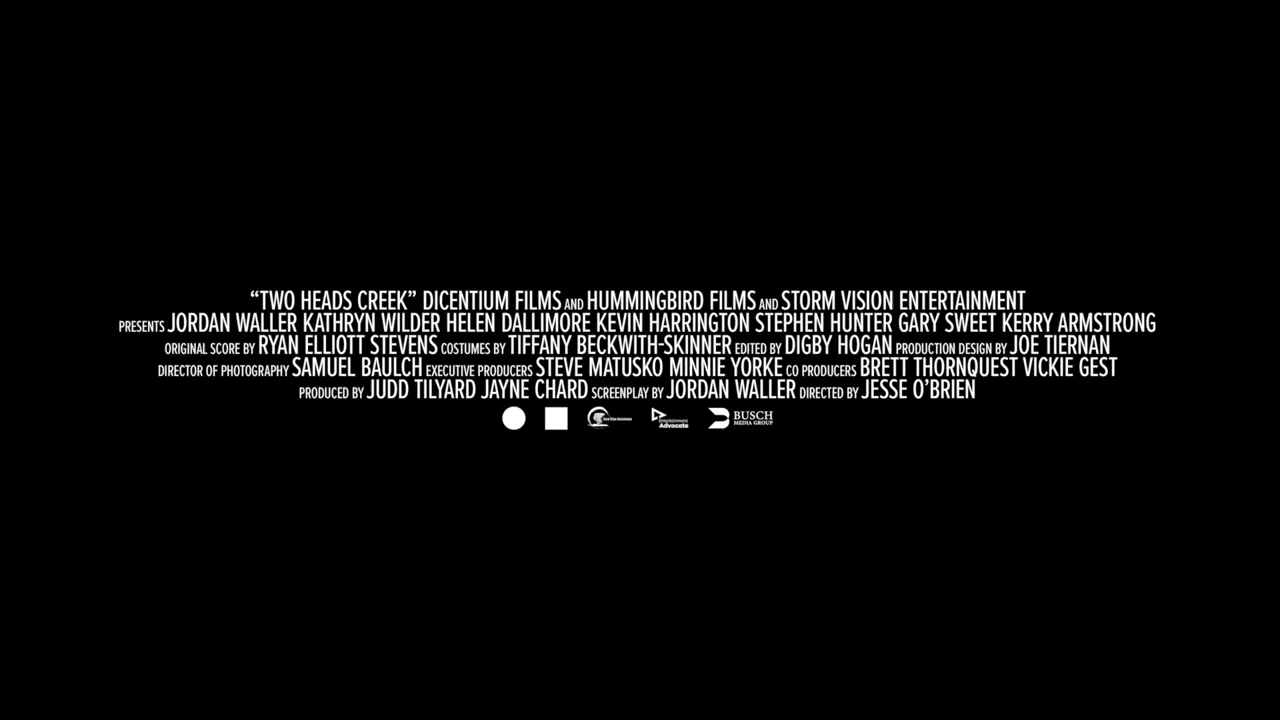 “TWO HEADS CREEK” DICENTIUM FILMS AND HUMMINGBIRD FILMS AND STORM VISION ENTERTAINMENT
PRESENTS JORDAN WALLER KATHRYN WILDER HELEN DALLIMORE KEVIN HARRINGTON STEPHEN HUNTER GARY SWEET KERRY ARMSTRONG
ORIGINAL SCORE BY RYAN ELLIOTT STEVENS COSTUMES BY TIFFANY BECKWITH-SKINNER EDITED BY DIGBY HOGAN PRODUCTION DESIGN BY JOE TIERNAN
DIRECTOR OF PHOTOGRAPHY SAMUEL BAULCH EXECUTIVE PRODUCERS STEVE MATUSKO MINNIE YORKE CO PRODUCERS BRETT THORNQUEST VICKIE GEST
PRODUCED BY JUDD TILYARD JAYNE CHARD SCREENPLAY BY JORDAN WALLER DIRECTED BY JESSE O’BRIEN
Entertainment
Advocate
BUSCH
MEDIA GROUP